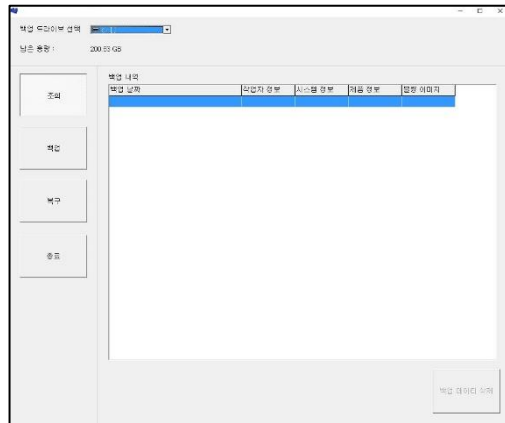 백업 드라이브 선택
남은 용량 : 200.53 GB
조회
백업
복구
종료
백업 내역
백업 날짜 작업자 정보 시스템 정보 제품 정보 불량 이미지
백업 데이터 삭제